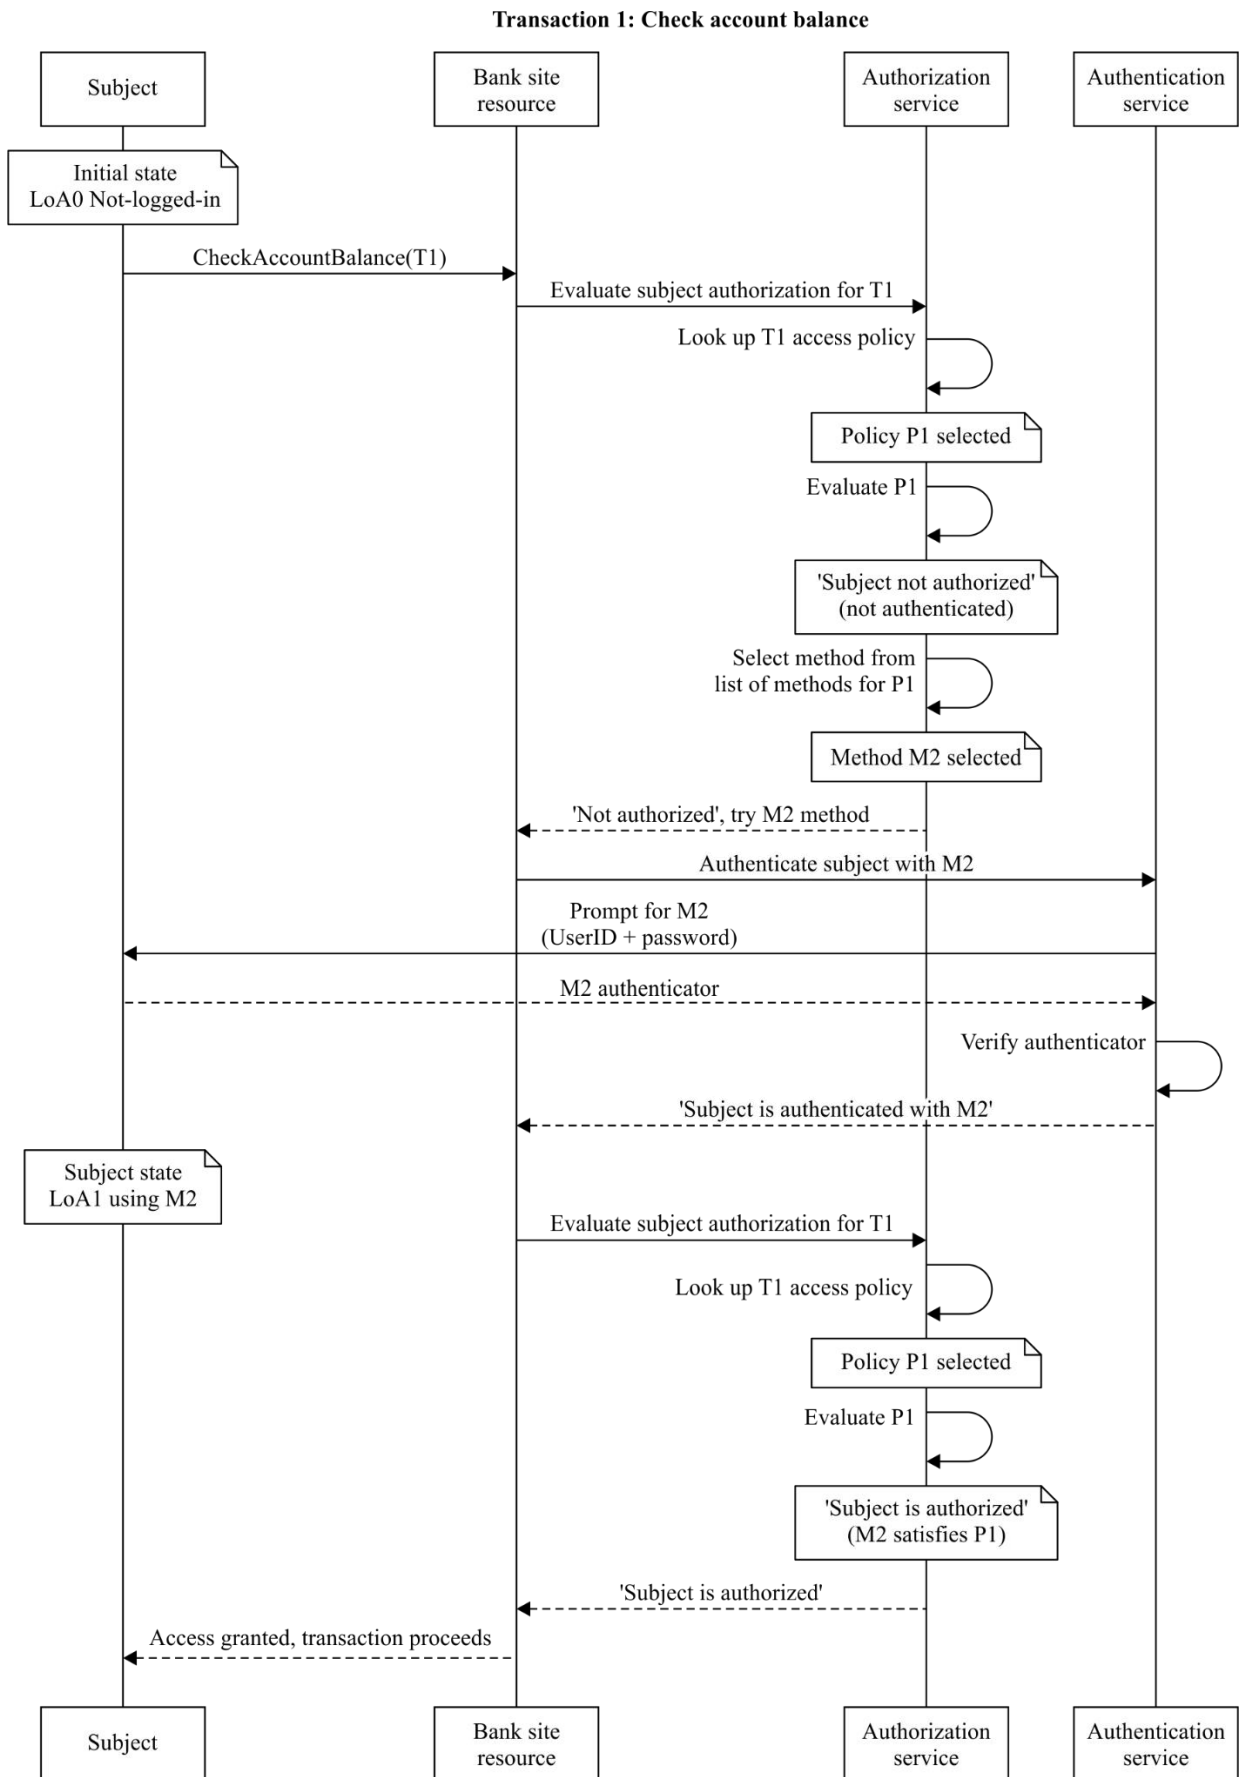 Transaction 1: Check account balance
Subject
Bank site
resource
Authorization
service
Authentication
service
Initial state
LoA0 Not-logged-in
CheckAccountBalance(T1)
Evaluate subject authorization for T1
Look up T1 access policy
Policy P1 selected
Evaluate P1
'Subject not authorized'
(not authenticated)
Select method from
list of methods for P1
Method M2 selected
'Not authorized', try M2 method
Authenticate subject with M2
Prompt for M2
(UserID + password)
M2 authenticator
Verify authenticator
'Subject is authenticated with M2'
Subject state
LoA1 using M2
Evaluate subject authorization for T1
Look up T1 access policy
Policy P1 selected
Evaluate P1
'Subject is authorized'
(M2 satisfies P1)
'Subject is authorized'
Access granted, transaction proceeds
Subject
Bank site
resource
Authorization
service
Authentication
service